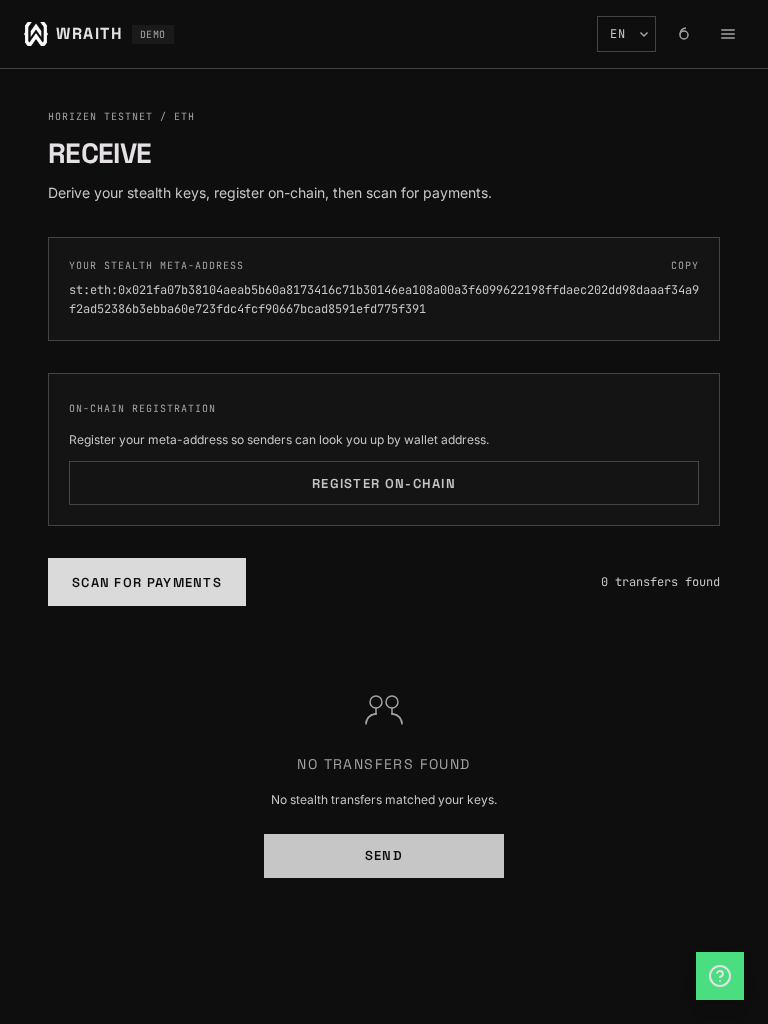 WRAITH DEMO EN
HORIZEN TESTNET / ETH
RECEIVE
Derive your stealth keys, register on-chain, then scan for payments.
YOUR STEALTH META-ADDRESS COPY
st:eth:0x021fa07b38104aeab5b60a8173416c71b30146ea108a00a3f6099622198ffdaec202dd98daaaf34a9
f2ad52386b3ebba60e723fdc4fcf90667bcad8591efd775f391
ON-CHAIN REGISTRATION
Register your meta-address so senders can look you up by wallet address.
REGISTER ON-CHAIN
SCAN FOR PAYMENTS 0 transfers found
NO TRANSFERS FOUND
No stealth transfers matched your keys.
SEND